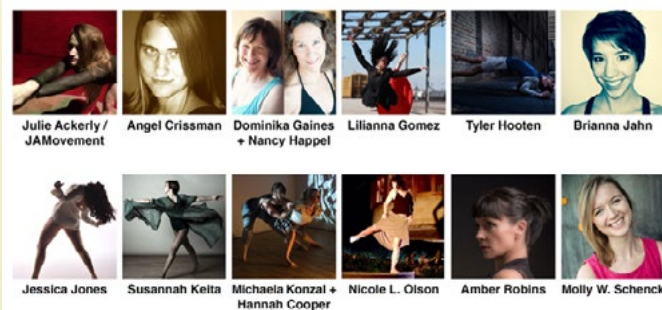 Julie Ackerly /
JAMovement
Angel Crissman
Dominika Gaines
+ Nancy Happel
Lilianna Gomez
Tyler Hooten
Brianna Jahn
Jessica Jones
Susannah Keita
Michaela Konzal +
Hannah Cooper
Nicole L. Olson
Amber Robins
Molly W. Schenck